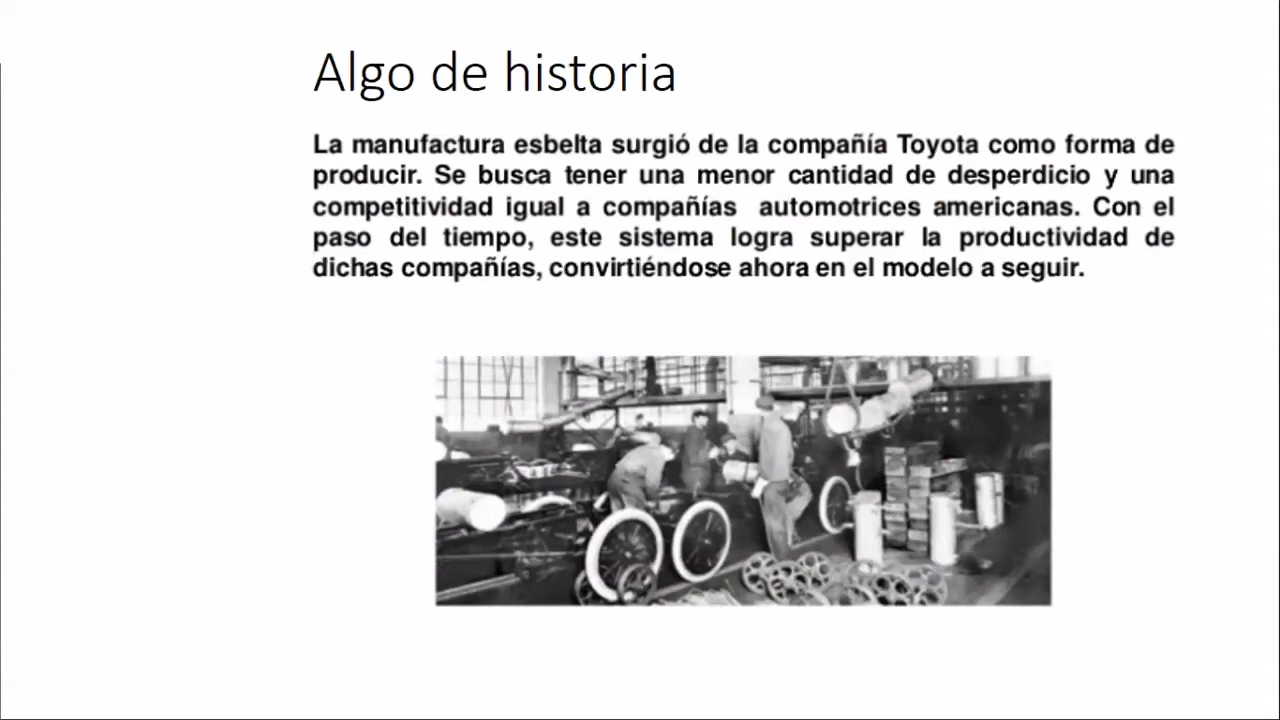 Algo de historia
La manufactura esbelta surgió de la compañía Toyota como forma de
producir. Se busca tener una menor cantidad de desperdicio y una
competitividad igual a compañías automotrices americanas. Con el
paso del tiempo, este sistema logra superar la productividad de
dichas compañías, convirtiéndose ahora en el modelo a seguir.